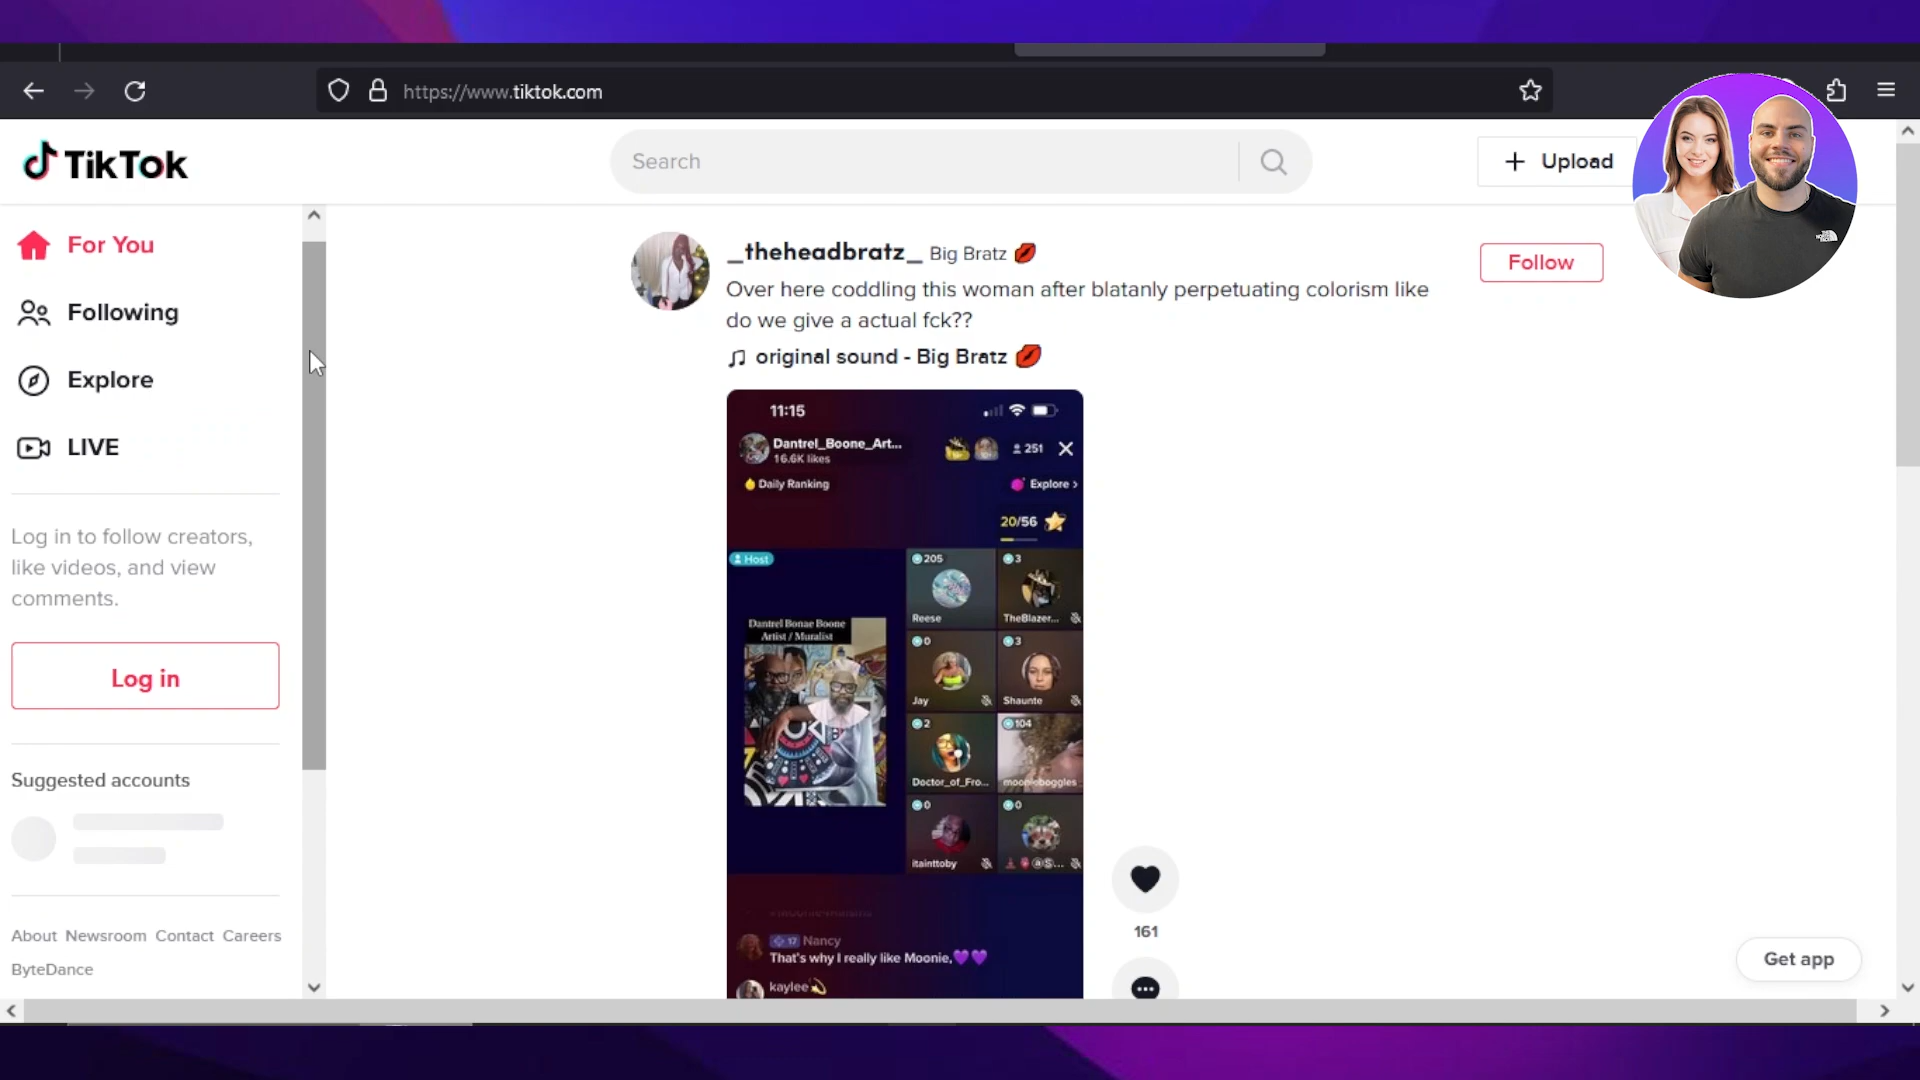 https://www.tiktok.com
TikTok
Search
Upload
For You
Following
Explore
LIVE
Log in to follow creators,
like videos, and view
comments.
Log in
Suggested accounts
About Newsroom Contact Careers
ByteDance
_theheadbratz_ Big Bratz 💋
Over here coddling this woman after blatanly perpetuating colorism like
do we give a actual fck??
original sound - Big Bratz 💋
Follow
11:15
Dantrel_Boone_Art...
16.6K likes
251
Daily Ranking
Explore >
20/56
Host
205
3
Reese
TheBlazer...
Dantrel Bonae Boone
Artist / Muralist
0
3
Jay
Shaunte
2
104
Doctor_of_Fro...
moonieboggles
0
0
itainttoby
17 Nancy
That's why I really like Moonie,💜💜
kaylee💫
161
Get app
THE NORTH FACE